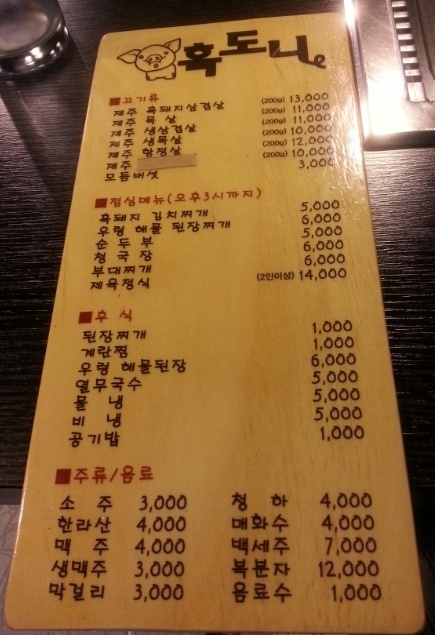 흑도니
■고기류
제주 흑돼지삼겹살 (200g) 13,000
제주 목 살 (200g) 11,000
제주 생삼겹살 (200g) 11,000
제주 생목살 (200g) 10,000
제주 항정살 (200g) 12,000
제주 (200g) 10,000
모듬버섯 3,000
■점심메뉴(오후3시까지)
흑돼지 김치찌개 5,000
우렁 해물 된장찌개 6,000
순 두 부 5,000
청 국 장 6,000
부대찌개 6,000
제육정식 (2인이상) 14,000
■후 식
된장찌개 1,000
계란찜 1,000
우렁 해물된장 6,000
열무국수 5,000
물 냉 5,000
비 냉 5,000
공기밥 1,000
■주류/음료
소 주 3,000 청 하 4,000
한라산 4,000 매화수 4,000
맥 주 4,000 백세주 7,000
생맥주 3,000 복분자 12,000
막걸리 3,000 음료수 1,000